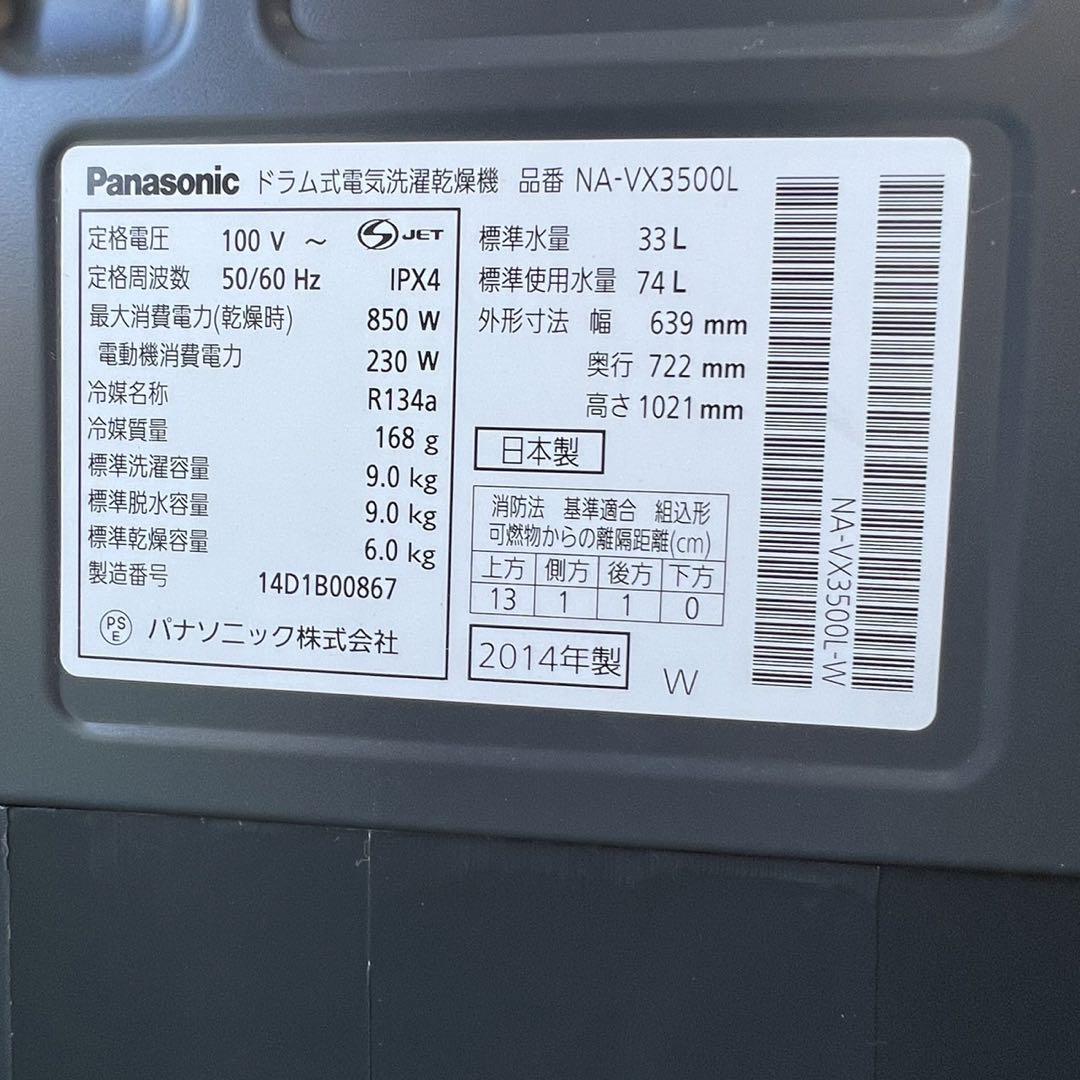 Panasonic ドラム式電気洗濯乾燥機 品番 NA-VX3500L
定格電圧 100 V ～ S JET
定格周波数 50/60 Hz IPX4
最大消費電力(乾燥時) 850 W
電動機消費電力 230 W
冷媒名称 R134a
冷媒質量 168 g
標準洗濯容量 9.0 kg
標準脱水容量 9.0 kg
標準乾燥容量 6.0 kg
製造番号 14D1B00867
PS E パナソニック株式会社
標準水量 33 L
標準使用水量 74 L
外形寸法 幅 639 mm
奥行 722 mm
高さ 1021 mm
日本製
消防法 基準適合 組込形
可燃物からの離隔距離(cm)
上方 側方 後方 下方
13 1 1 0
2014年製 W
NA-VX3500L-W